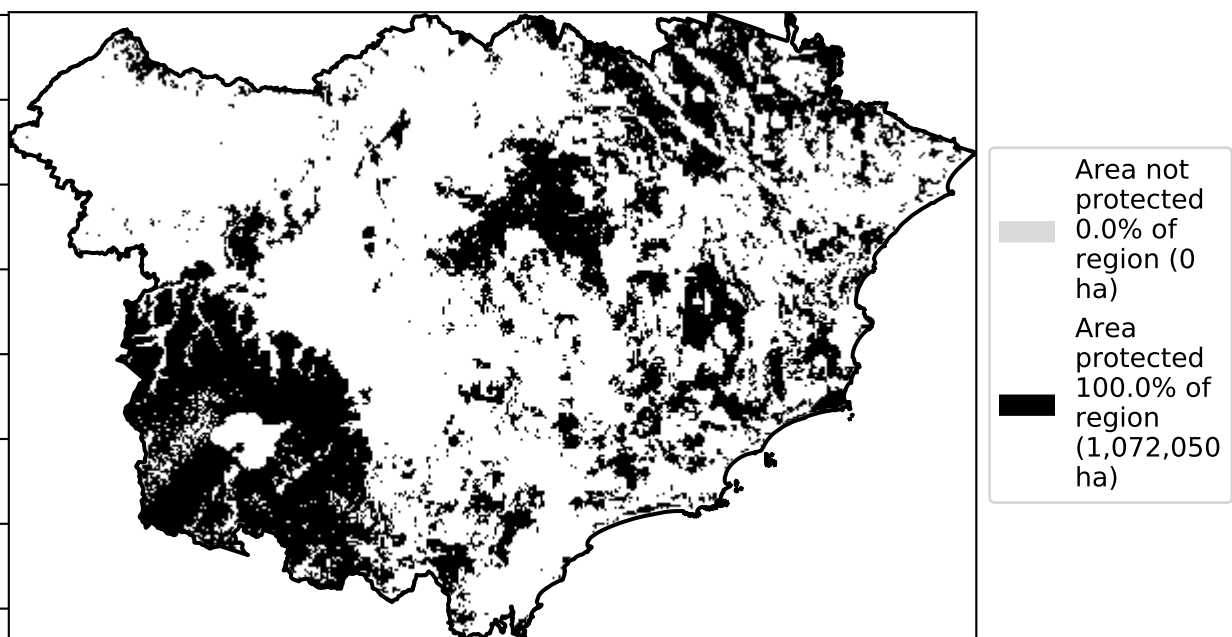 Area not
protected
0.0% of
region (0
ha)
Area
protected
100.0% of
region
(1,072,050
ha)